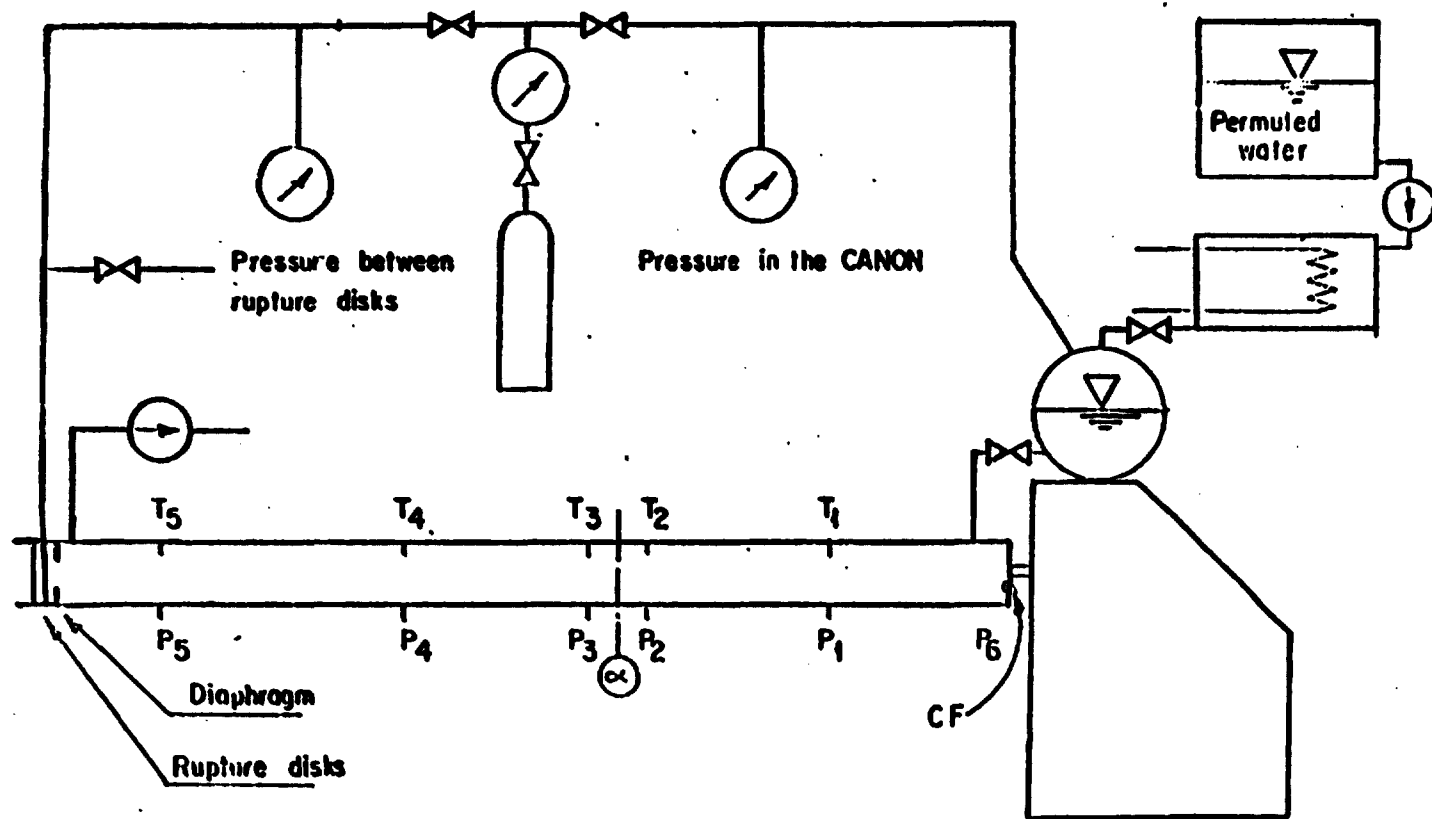 Permuted
water
Pressure between
rupture disks
Pressure in the CANON
T5 T4 T3 T2 T1
P5 P4 P3 P2 P1 P6
α
Diaphragm
CF
Rupture disks